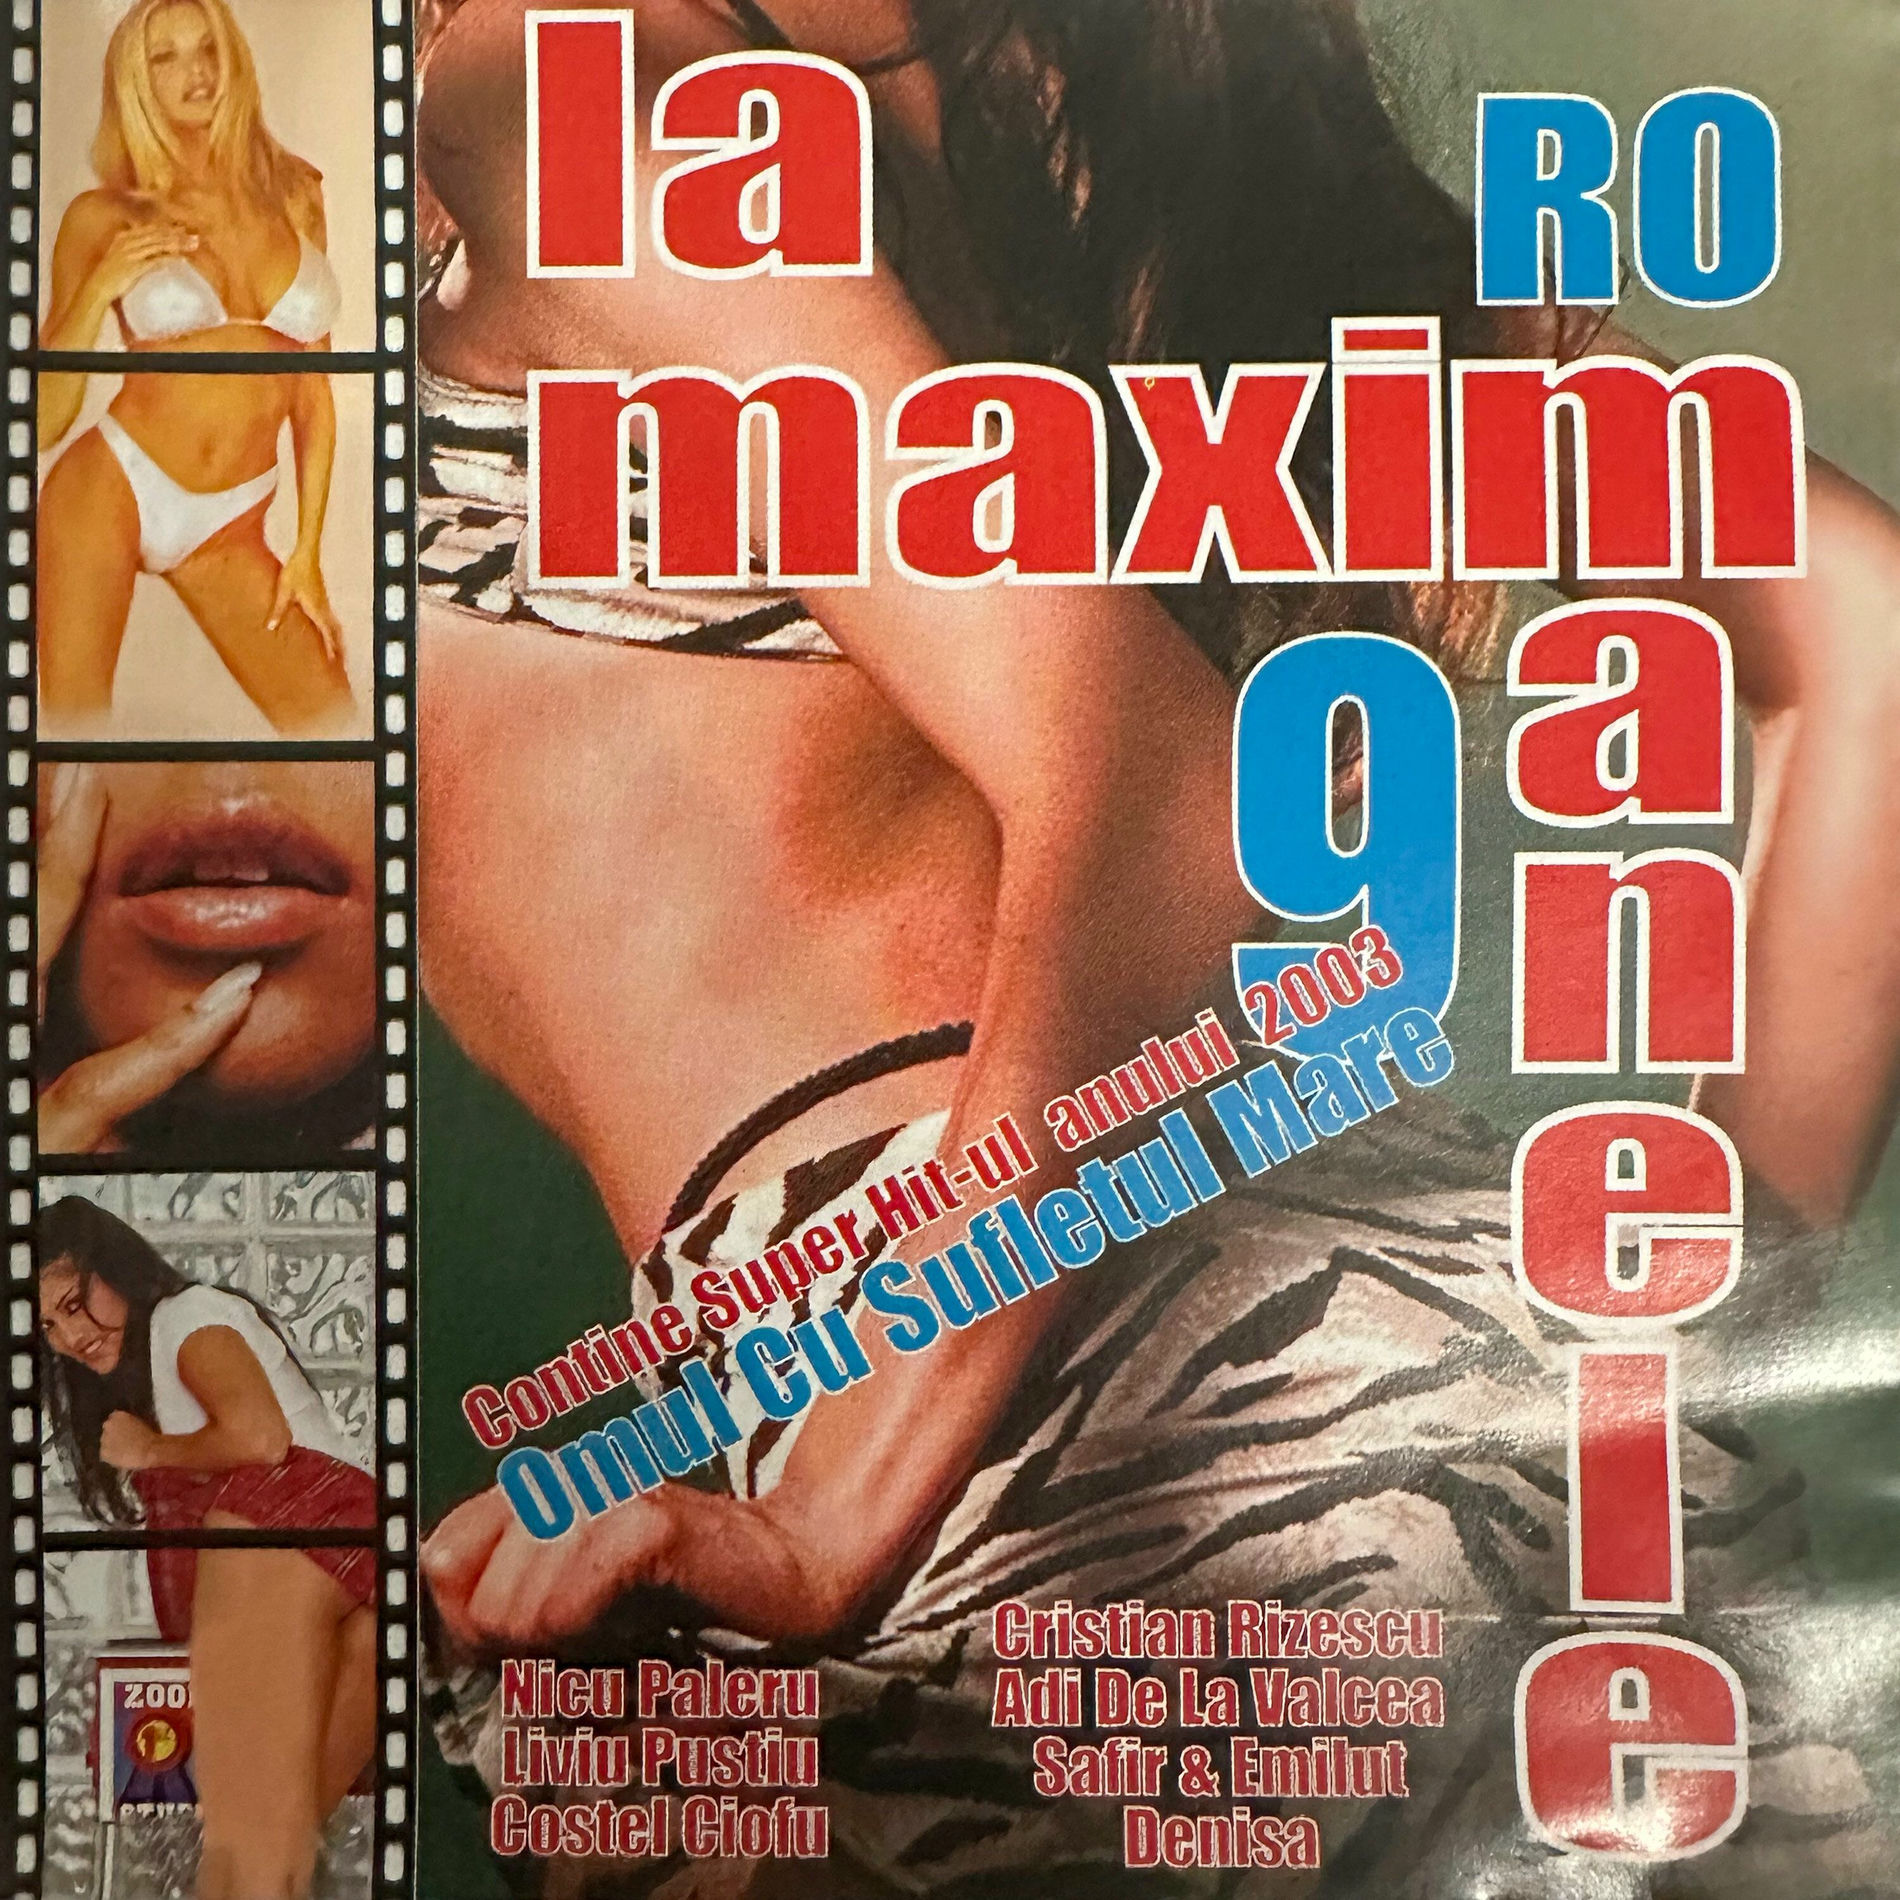 la
RO
maxim
manele
9
Contine Super Hit-ul anului 2003
Omul Cu Sufletul Mare
Nicu Paleru
Liviu Pustiu
Costel Ciofu
Cristian Rizescu
Adi De La Valcea
Safir & Emilut
Denisa